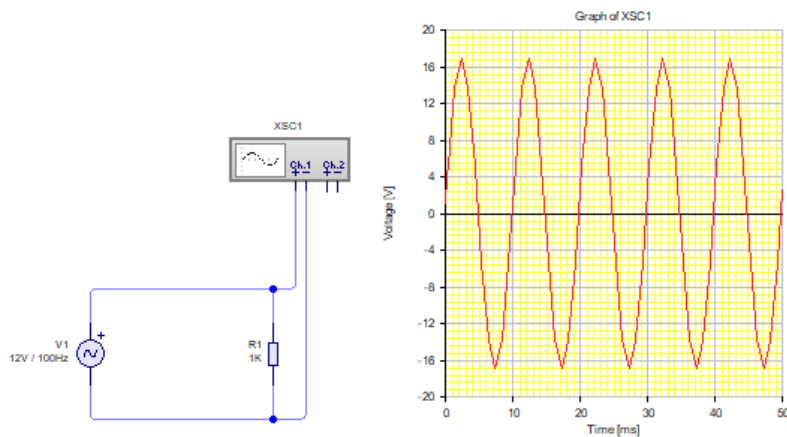 XSC1
Ch.1 Ch.2
+ − + −
V1
12V / 100Hz
+
R1
1K
Graph of XSC1
Voltage [V]
20
16
12
8
4
0
-4
-8
-12
-16
-20
0 10 20 30 40 50
Time [ms]